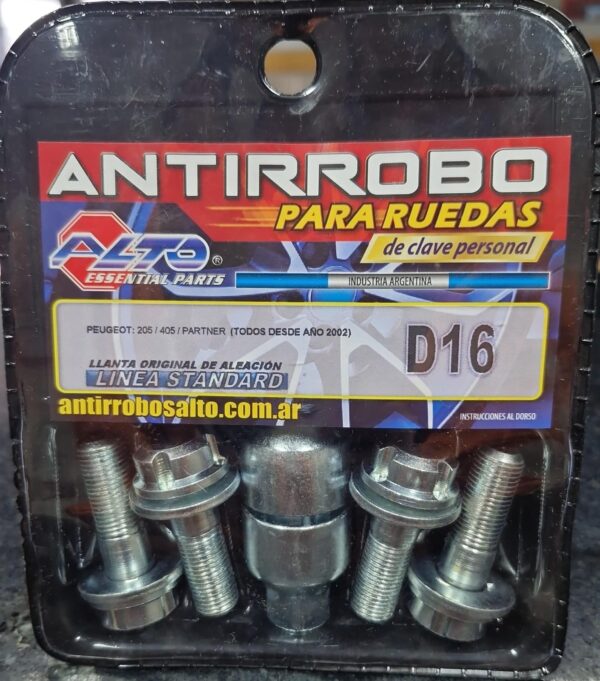 ANTIRROBO
PARA RUEDAS
de clave personal
ALTO®
ESSENTIAL PARTS
INDUSTRIA ARGENTINA
PEUGEOT: 205 / 405 / PARTNER (TODOS DESDE AÑO 2002)
D16
LLANTA ORIGINAL DE ALEACIÓN
LINEA STANDARD
antirrobosalto.com.ar
INSTRUCCIONES AL DORSO